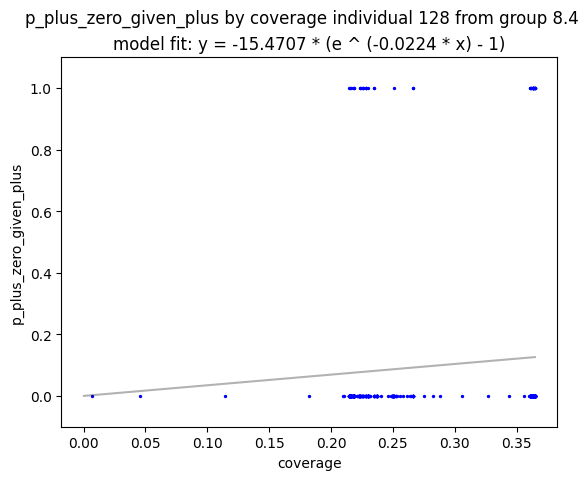 p_plus_zero_given_plus by coverage individual 128 from group 8.4
model fit: y = -15.4707 * (e ^ (-0.0224 * x) - 1)
1.0
0.8
0.6
0.4
0.2
0.0
p_plus_zero_given_plus
0.00 0.05 0.10 0.15 0.20 0.25 0.30 0.35
coverage